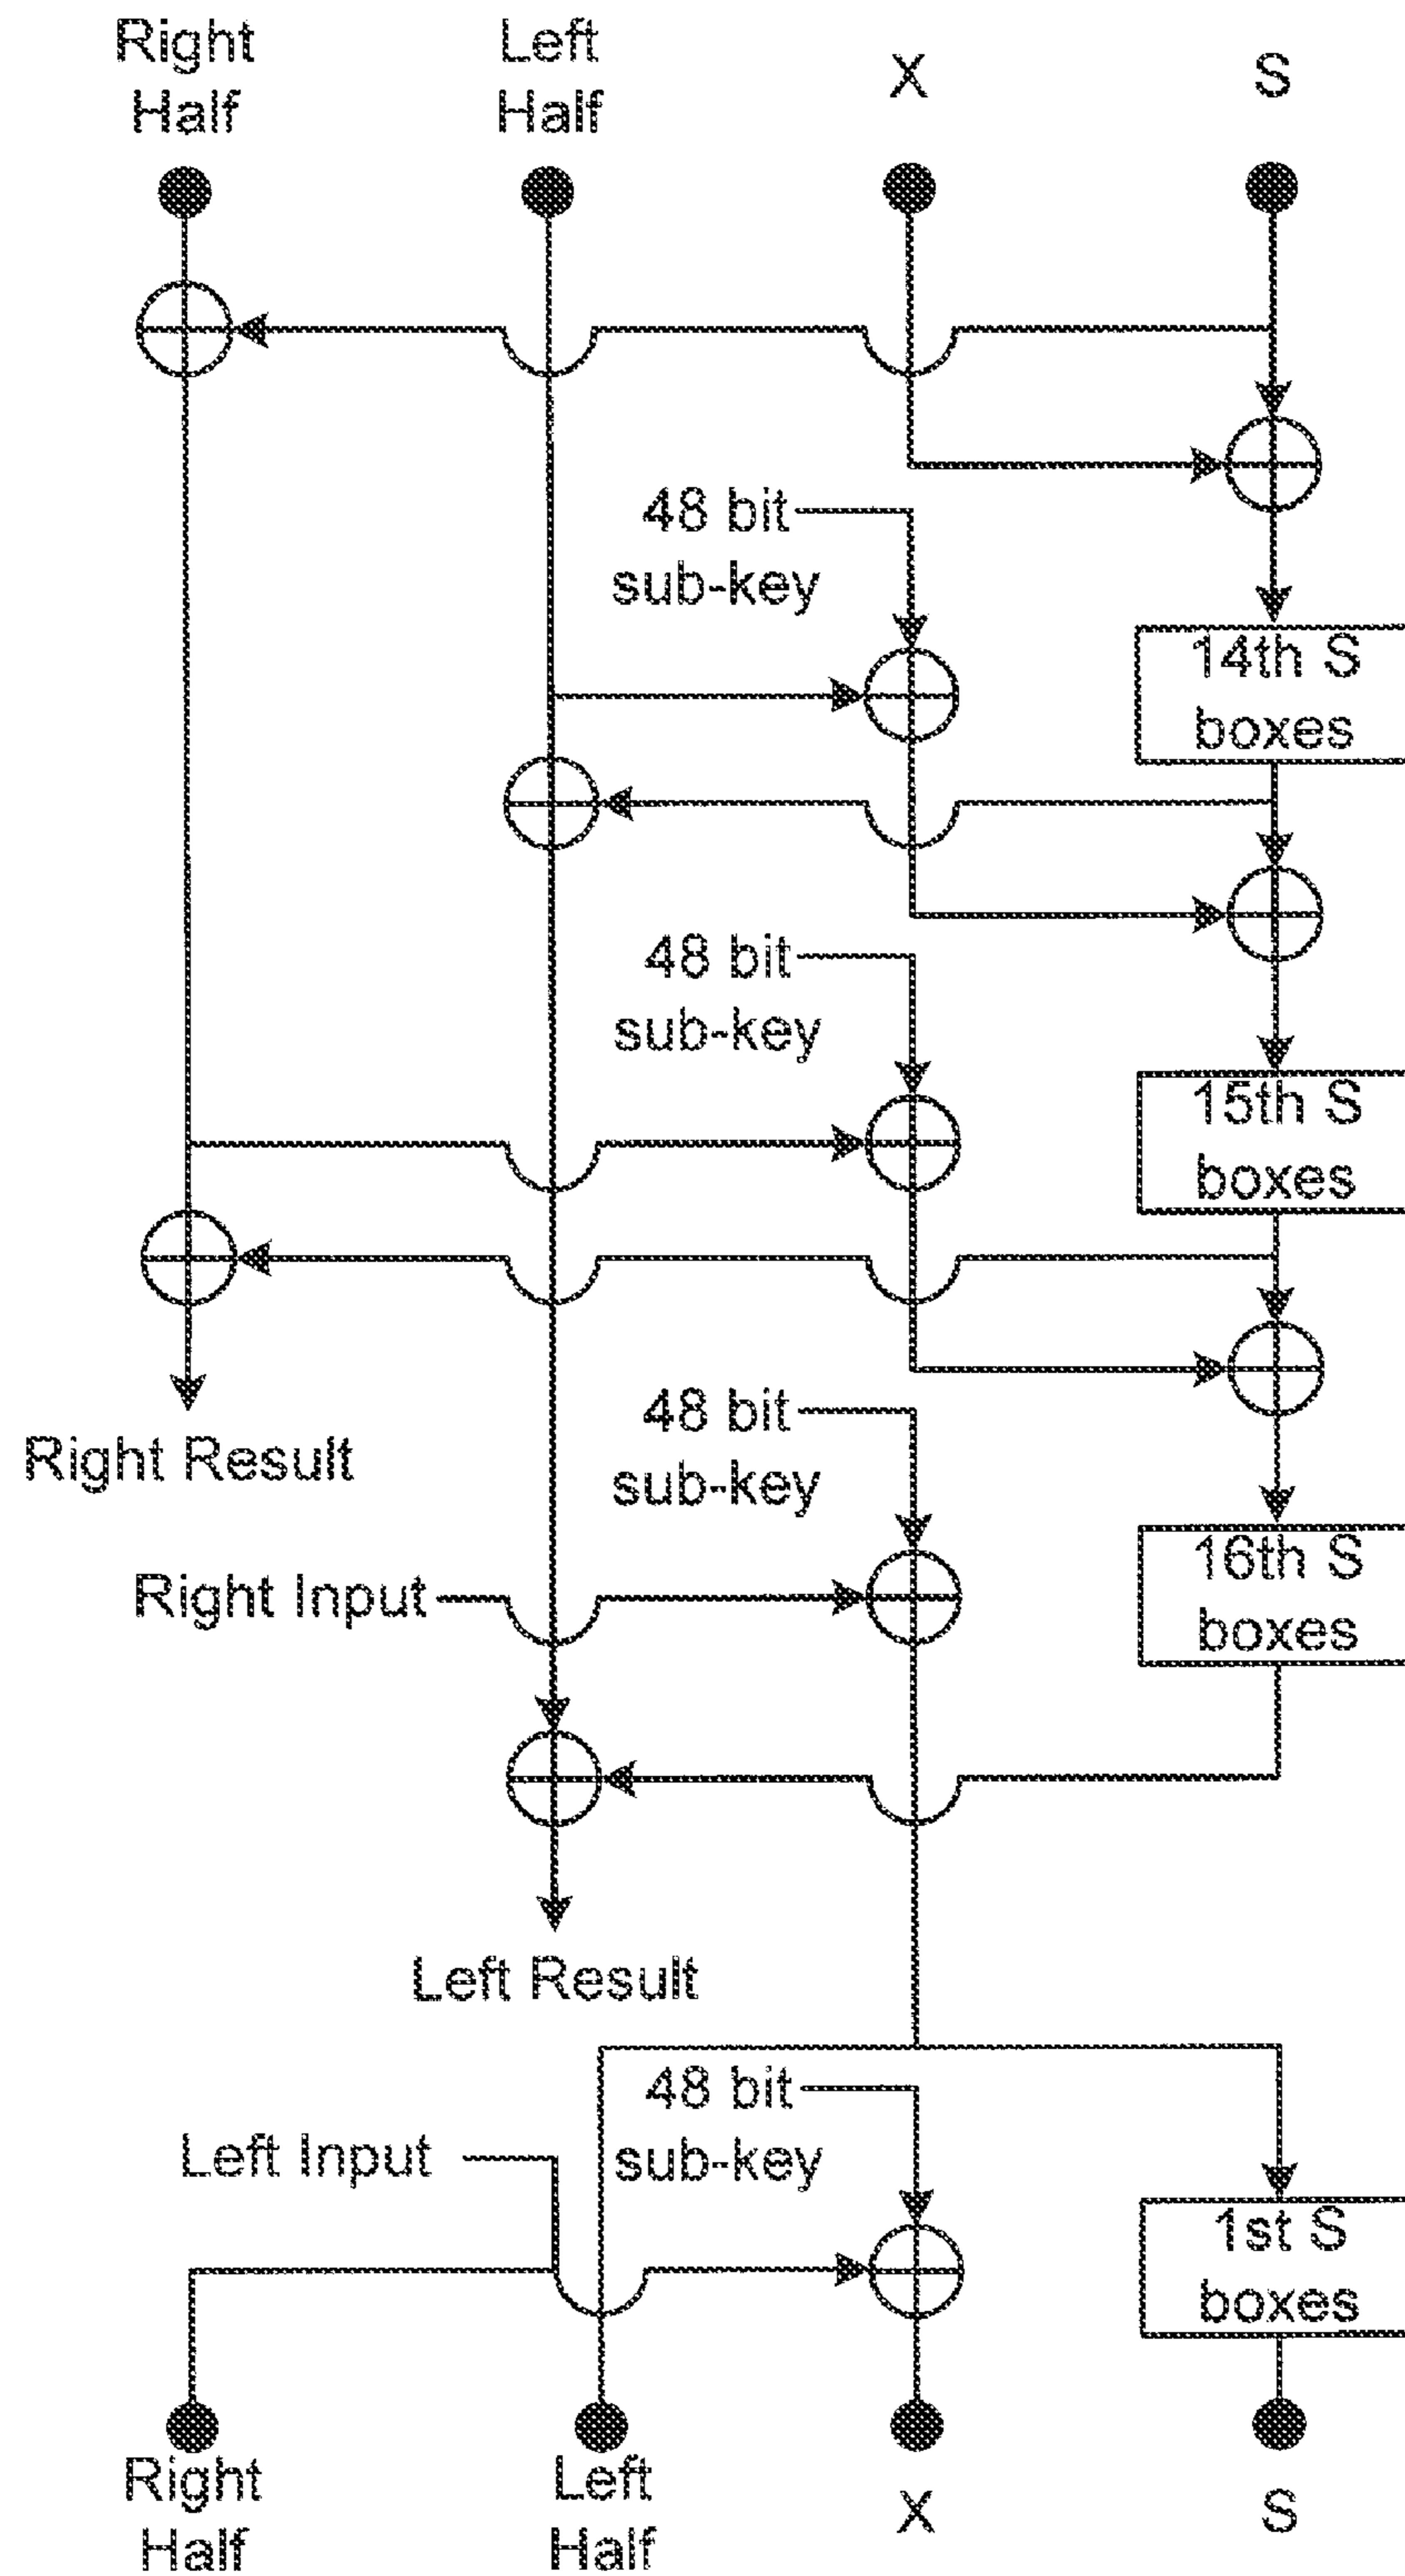 Right
Half
Left
Half
X
S
48 bit
sub-key
14th S
boxes
48 bit
sub-key
15th S
boxes
Right Result
48 bit
sub-key
16th S
boxes
Right Input
Left Result
48 bit
sub-key
Left Input
1st S
boxes
Right
Half
Left
Half
X
S